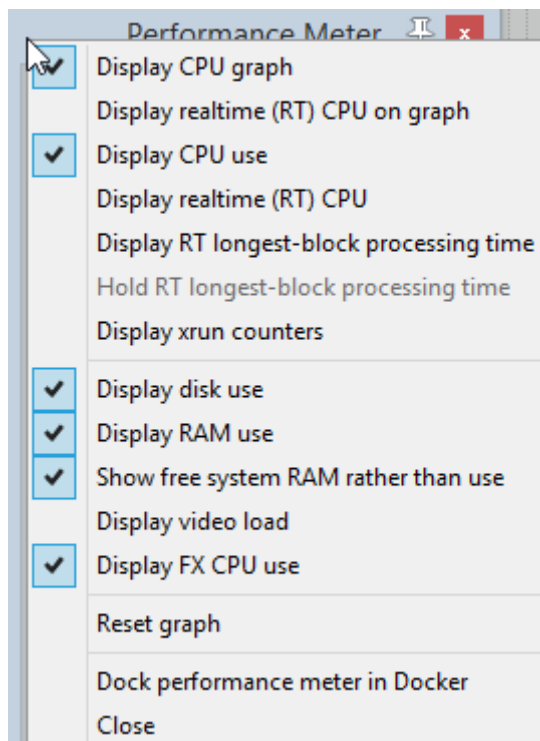 Performance Meter
Display CPU graph
Display realtime (RT) CPU on graph
Display CPU use
Display realtime (RT) CPU
Display RT longest-block processing time
Hold RT longest-block processing time
Display xrun counters
Display disk use
Display RAM use
Show free system RAM rather than use
Display video load
Display FX CPU use
Reset graph
Dock performance meter in Docker
Close